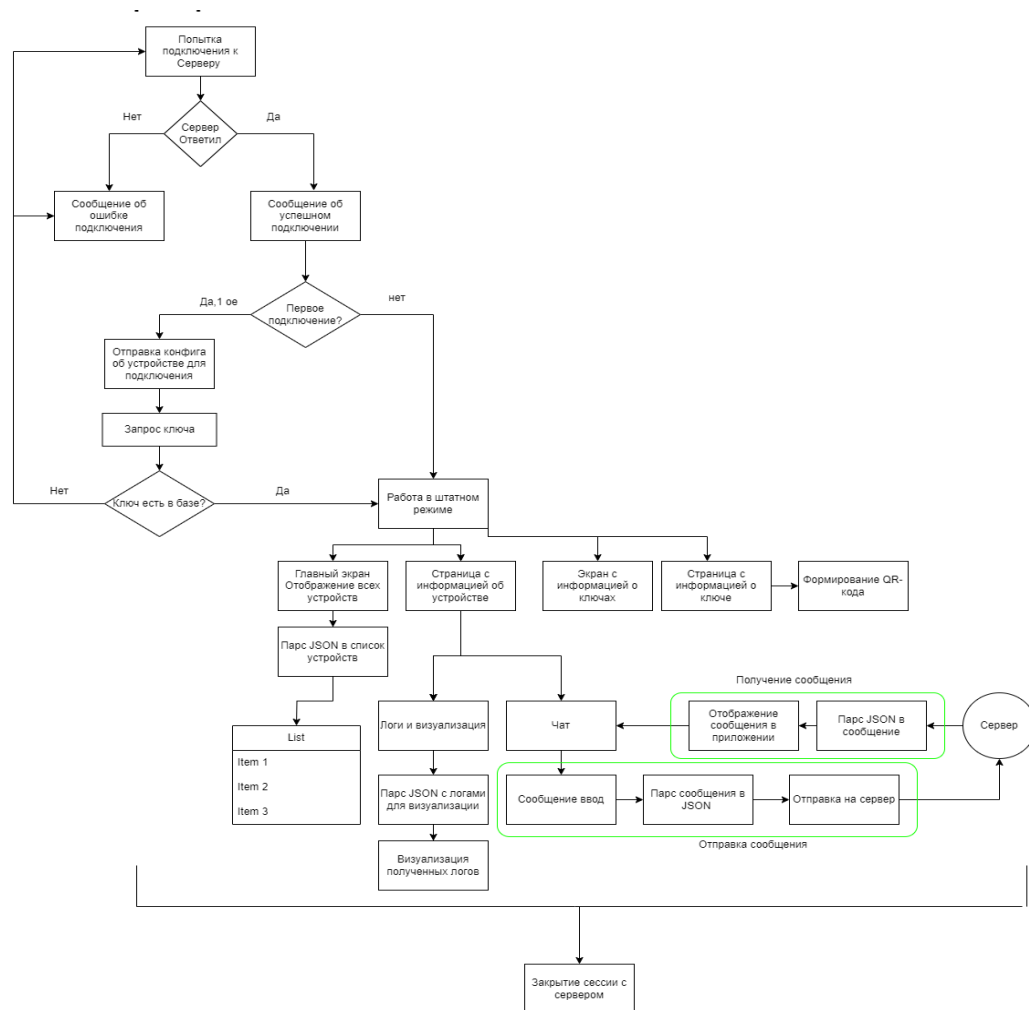 Попытка
подключения к
Серверу
Нет
Сервер
Ответил
Да
Сообщение об
ошибке
подключения
Сообщение об
успешном
подключении
Да,1 ое
Первое
подключение?
нет
Отправка конфига
об устройстве для
подключения
Запрос ключа
Нет
Ключ есть в базе?
Да
Работа в штатном
режиме
Главный экран
Отображение всех
устройств
Страница с
информацией об
устройстве
Экран с
информацией о
ключах
Страница с
информацией о
ключе
Формирование QR-
кода
Парс JSON в список
устройств
Получение сообщения
List
Item 1
Item 2
Item 3
Логи и визуализация
Чат
Отображение
сообщения в
приложении
Парс JSON в
сообщение
Сервер
Парс JSON с логами
для визуализации
Сообщение ввод
Парс сообщения в
JSON
Отправка на сервер
Отправка сообщения
Визуализация
полученных логов
Закрытие сессии с
сервером